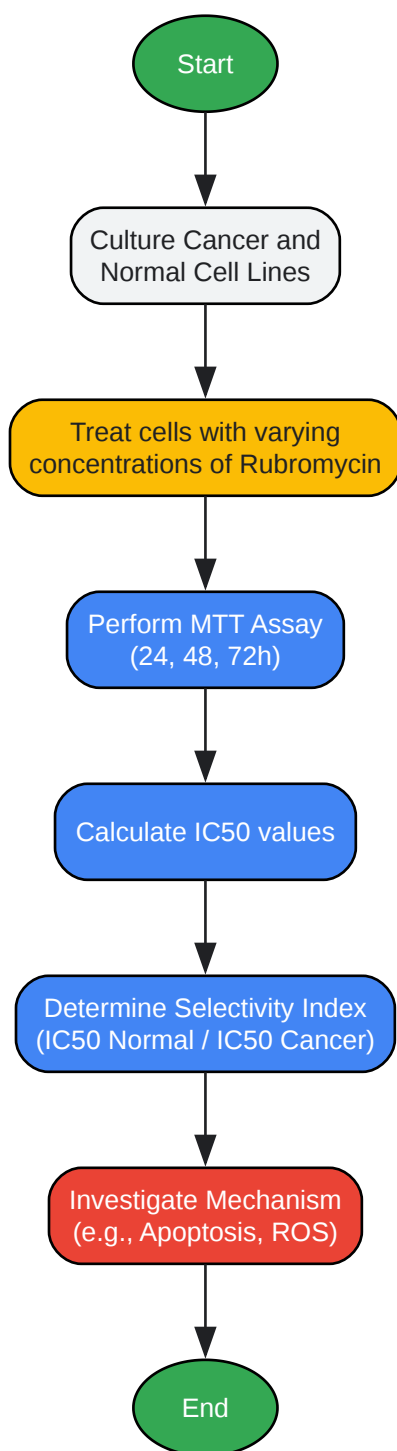 Start
Culture Cancer and
Normal Cell Lines
Treat cells with varying
concentrations of Rubromycin
Perform MTT Assay
(24, 48, 72h)
Calculate IC50 values
Determine Selectivity Index
(IC50 Normal / IC50 Cancer)
Investigate Mechanism
(e.g., Apoptosis, ROS)
End